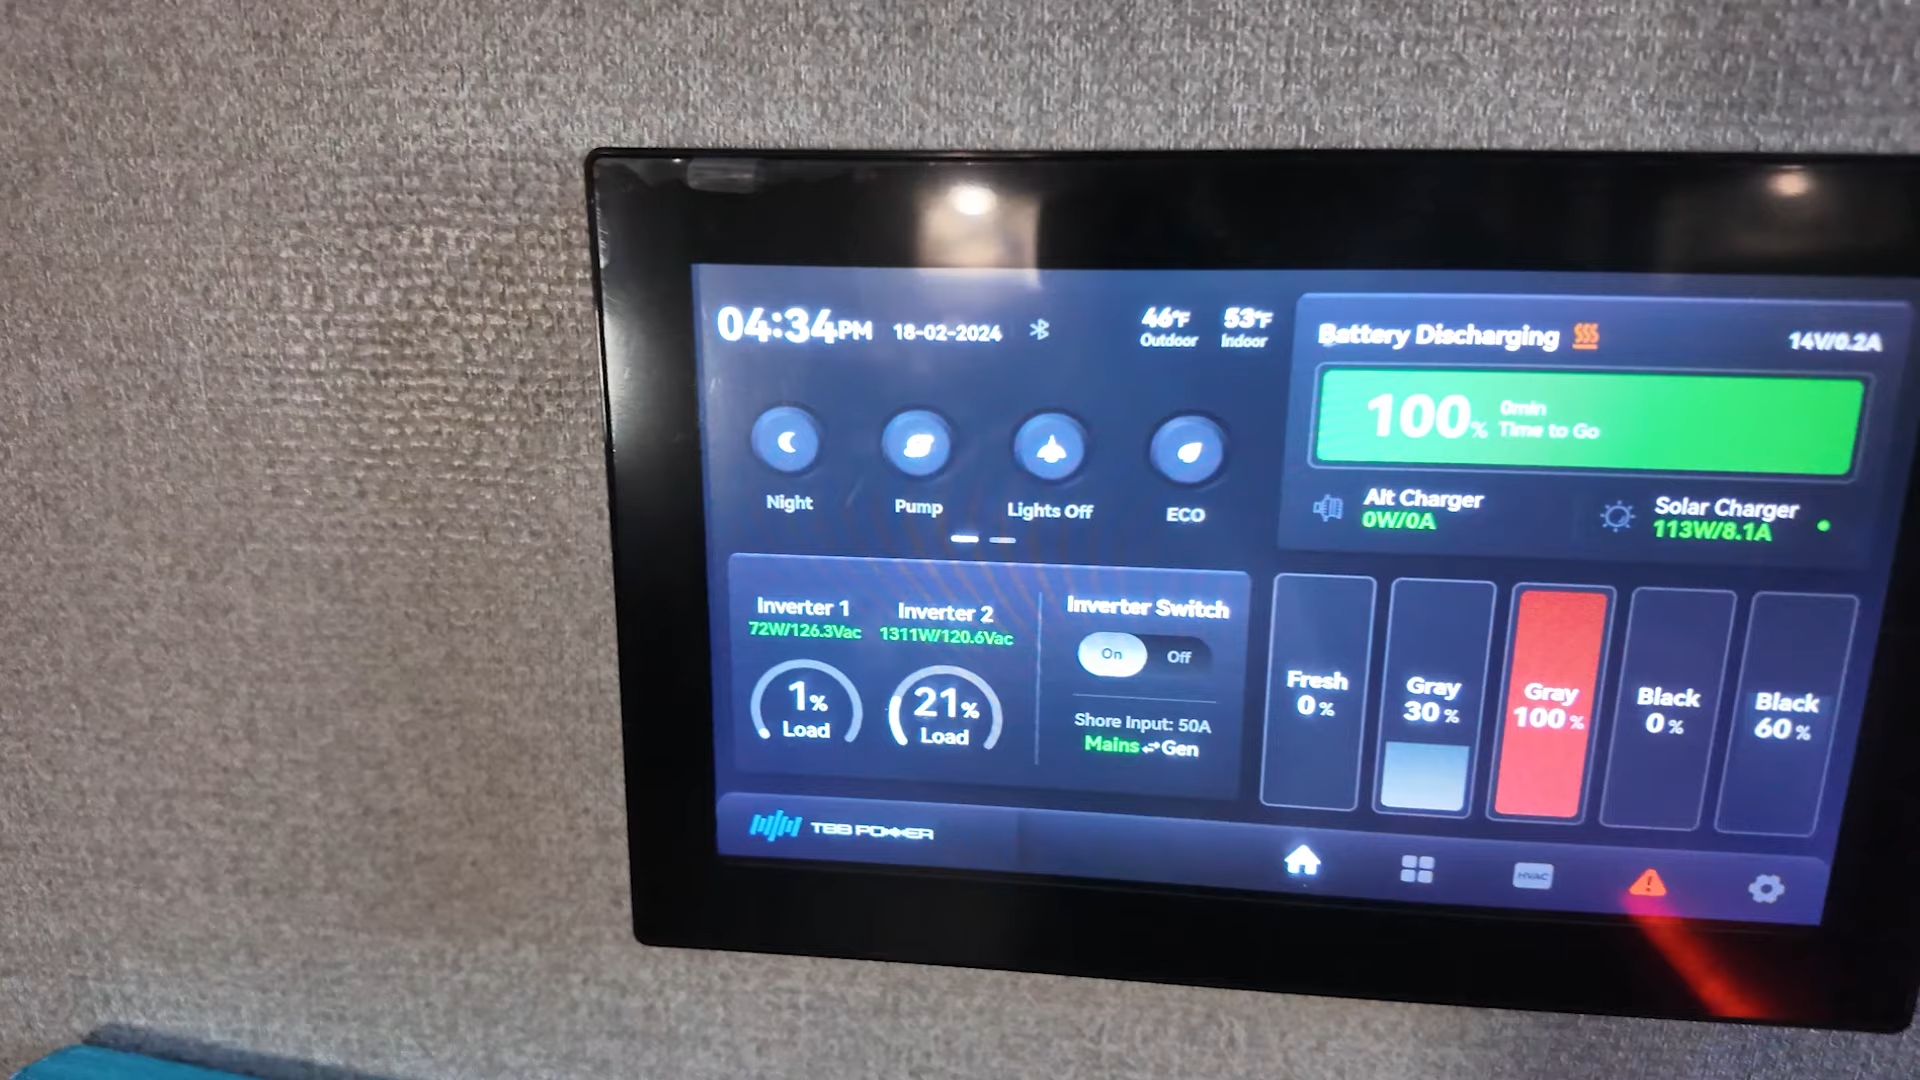 04:34PM 18-02-2024
46°F 53°F
Outdoor Indoor
Night Pump Lights Off ECO
Battery Discharging 14V/0.2A
100% 0min
Time to Go
Alt Charger Solar Charger
0W/0A 113W/8.1A
Inverter 1 Inverter 2
72W/126.3Vac 1311W/120.6Vac
1% 21%
Load Load
Inverter Switch
On Off
Shore Input: 50A
Mains Gen
Fresh Gray Gray Black Black
0% 30% 100% 0% 60%
TBB POWER
HVAC